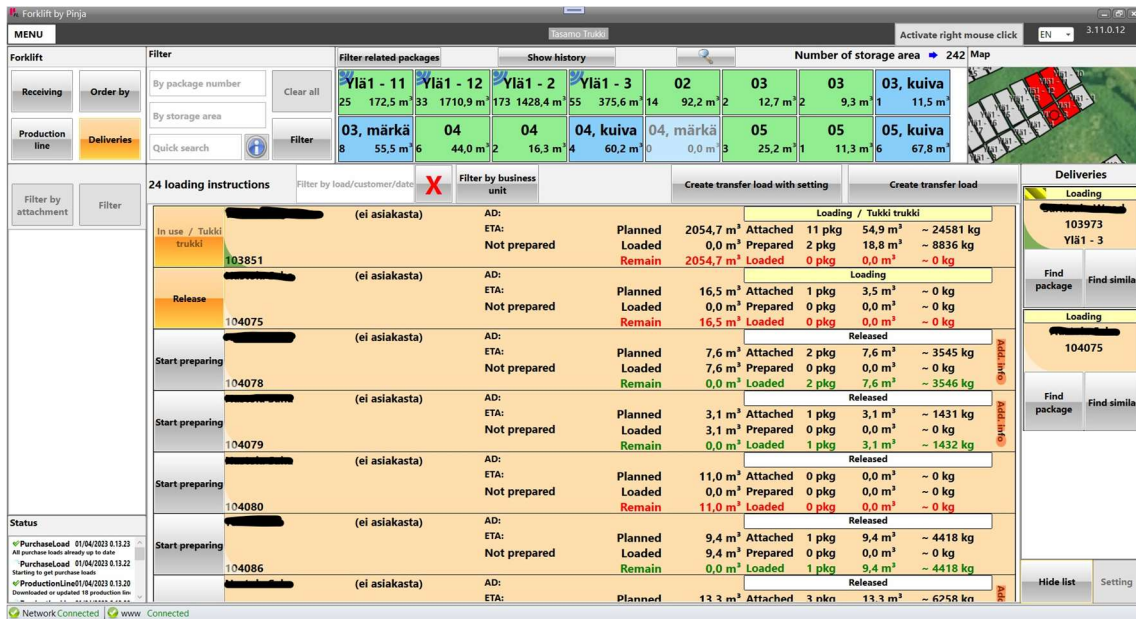 Forklift by Pinja
MENU
Tasamo Trukki
Activate right mouse click
EN
3.11.0.12
Forklift
Receiving
Order by
Production line
Deliveries
Filter
By package number
By storage area
Quick search
Clear all
Filter
Filter related packages
Show history
Number of storage area 242
Map
Ylä1 - 11
25 172,5 m³
Ylä1 - 12
33 1710,9 m³
Ylä1 - 2
173 1428,4 m³
Ylä1 - 3
55 375,6 m³
02
14 92,2 m³
03
2 12,7 m³
03
2 9,3 m³
03, kuiva
1 11,5 m³
03, märkä
8 55,5 m³
04
6 44,0 m³
04
2 16,3 m³
04, kuiva
4 60,2 m³
04, märkä
0 0,0 m³
05
3 25,2 m³
05
1 11,3 m³
05, kuiva
6 67,8 m³
Filter by attachment
Filter
24 loading instructions
Filter by load/customer/date
X
Filter by business unit
Create transfer load with setting
Create transfer load
In use / Tukki trukki
103851
(ei asiakasta)
AD:
ETA:
Not prepared
Loading / Tukki trukki
Planned 2054,7 m³ Attached 11 pkg 54,9 m³ ~ 24581 kg
Loaded 0,0 m³ Prepared 2 pkg 18,8 m³ ~ 8836 kg
Remain 2054,7 m³ Loaded 0 pkg 0,0 m³ ~ 0 kg
Release
104075
(ei asiakasta)
AD:
ETA:
Not prepared
Loading
Planned 16,5 m³ Attached 1 pkg 3,5 m³ ~ 0 kg
Loaded 0,0 m³ Prepared 0 pkg 0,0 m³ ~ 0 kg
Remain 16,5 m³ Loaded 0 pkg 0,0 m³ ~ 0 kg
Start preparing
104078
(ei asiakasta)
AD:
ETA:
Not prepared
Released
Planned 7,6 m³ Attached 2 pkg 7,6 m³ ~ 3545 kg
Loaded 7,6 m³ Prepared 0 pkg 0,0 m³ ~ 0 kg
Remain 0,0 m³ Loaded 2 pkg 7,6 m³ ~ 3546 kg
Add. info
Start preparing
104079
(ei asiakasta)
AD:
ETA:
Not prepared
Released
Planned 3,1 m³ Attached 1 pkg 3,1 m³ ~ 1431 kg
Loaded 3,1 m³ Prepared 0 pkg 0,0 m³ ~ 0 kg
Remain 0,0 m³ Loaded 1 pkg 3,1 m³ ~ 1432 kg
Add. info
Start preparing
104080
(ei asiakasta)
AD:
ETA:
Not prepared
Released
Planned 11,0 m³ Attached 0 pkg 0,0 m³ ~ 0 kg
Loaded 0,0 m³ Prepared 0 pkg 0,0 m³ ~ 0 kg
Remain 11,0 m³ Loaded 0 pkg 0,0 m³ ~ 0 kg
Start preparing
104086
(ei asiakasta)
AD:
ETA:
Not prepared
Released
Planned 9,4 m³ Attached 1 pkg 9,4 m³ ~ 4418 kg
Loaded 9,4 m³ Prepared 0 pkg 0,0 m³ ~ 0 kg
Remain 0,0 m³ Loaded 1 pkg 9,4 m³ ~ 4418 kg
(ei asiakasta)
AD:
ETA:
Released
Planned 13,3 m³ Attached 3 pkg 13,3 m³ ~ 6258 kg
Deliveries
Loading
103973
Ylä1 - 3
Find package
Find simila
Loading
104075
Find package
Find simila
Hide list
Setting
Status
PurchaseLoad 01/04/2023 0.13.23
All purchase loads already up to date
PurchaseLoad 01/04/2023 0.13.22
Starting to get purchase loads
ProductionLine01/04/2023 0.13.20
Downloaded or updated 18 production lin
Network Connected
www Connected